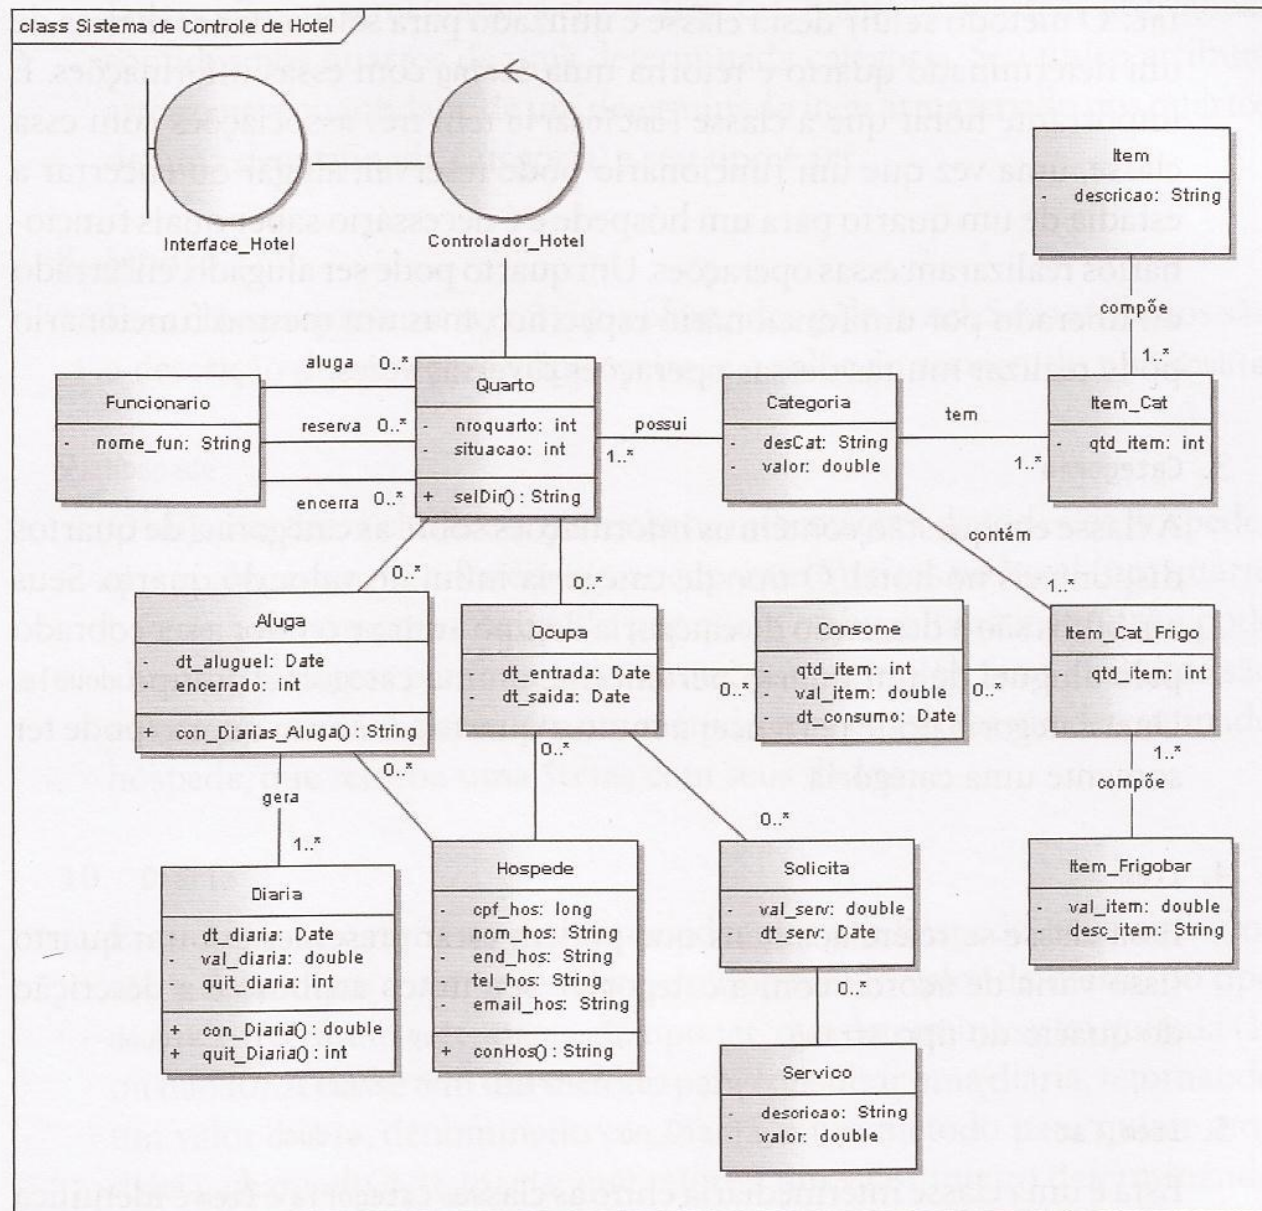 class Sistema de Controle de Hotel
Interface_Hotel
Controlador_Hotel
Item
- descricao: String
compõe
1..*
aluga 0..*
Funcionario
- nome_fun: String
reserva 0..*
encerra 0..*
Quarto
- nroquarto: int
- situacao: int
+ selDir() : String
possui
1..*
Categoria
- desCat: String
- valor: double
tem
1..*
Item_Cat
- qtd_item: int
contém
1..*
0..*
0..*
Aluga
- dt_aluguel: Date
- encerrado: int
+ con_Diarias_Aluga() : String
Ocupa
- dt_entrada: Date
- dt_saida: Date
0..*
Consome
- qtd_item: int
- val_item: double
- dt_consumo: Date
0..*
Item_Cat_Frigo
- qtd_item: int
0..*
0..*
gera
1..*
0..*
1..*
compõe
Diaria
- dt_diaria: Date
- val_diaria: double
- quit_diaria: int
+ con_Diaria() : double
+ quit_Diaria() : int
Hospede
- cpf_hos: long
- nom_hos: String
- end_hos: String
- tel_hos: String
- email_hos: String
+ conHos() : String
Solicita
- val_serv: double
- dt_serv: Date
0..*
Item_Frigobar
- val_item: double
- desc_item: String
Servico
- descricao: String
- valor: double